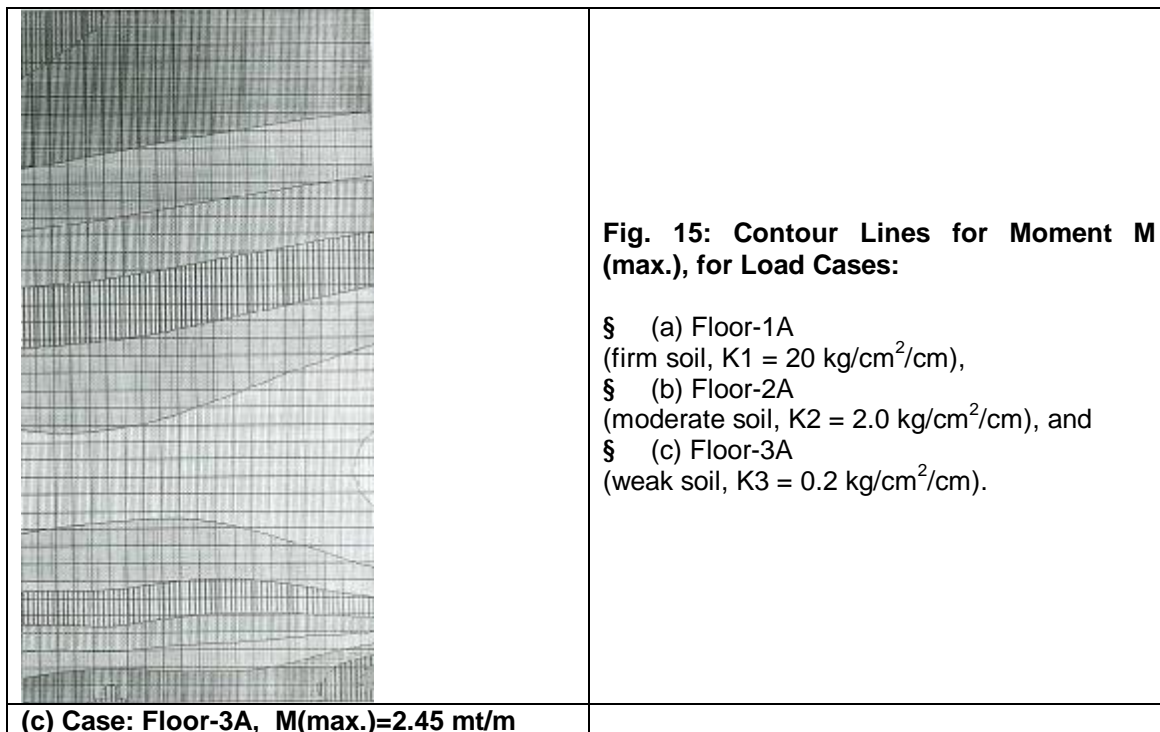 Fig. 15: Contour Lines for Moment M
(max.), for Load Cases:
§ (a) Floor-1A
(firm soil, K1 = 20 kg/cm²/cm),
§ (b) Floor-2A
(moderate soil, K2 = 2.0 kg/cm²/cm), and
§ (c) Floor-3A
(weak soil, K3 = 0.2 kg/cm²/cm).
(c) Case: Floor-3A, M(max.)=2.45 mt/m